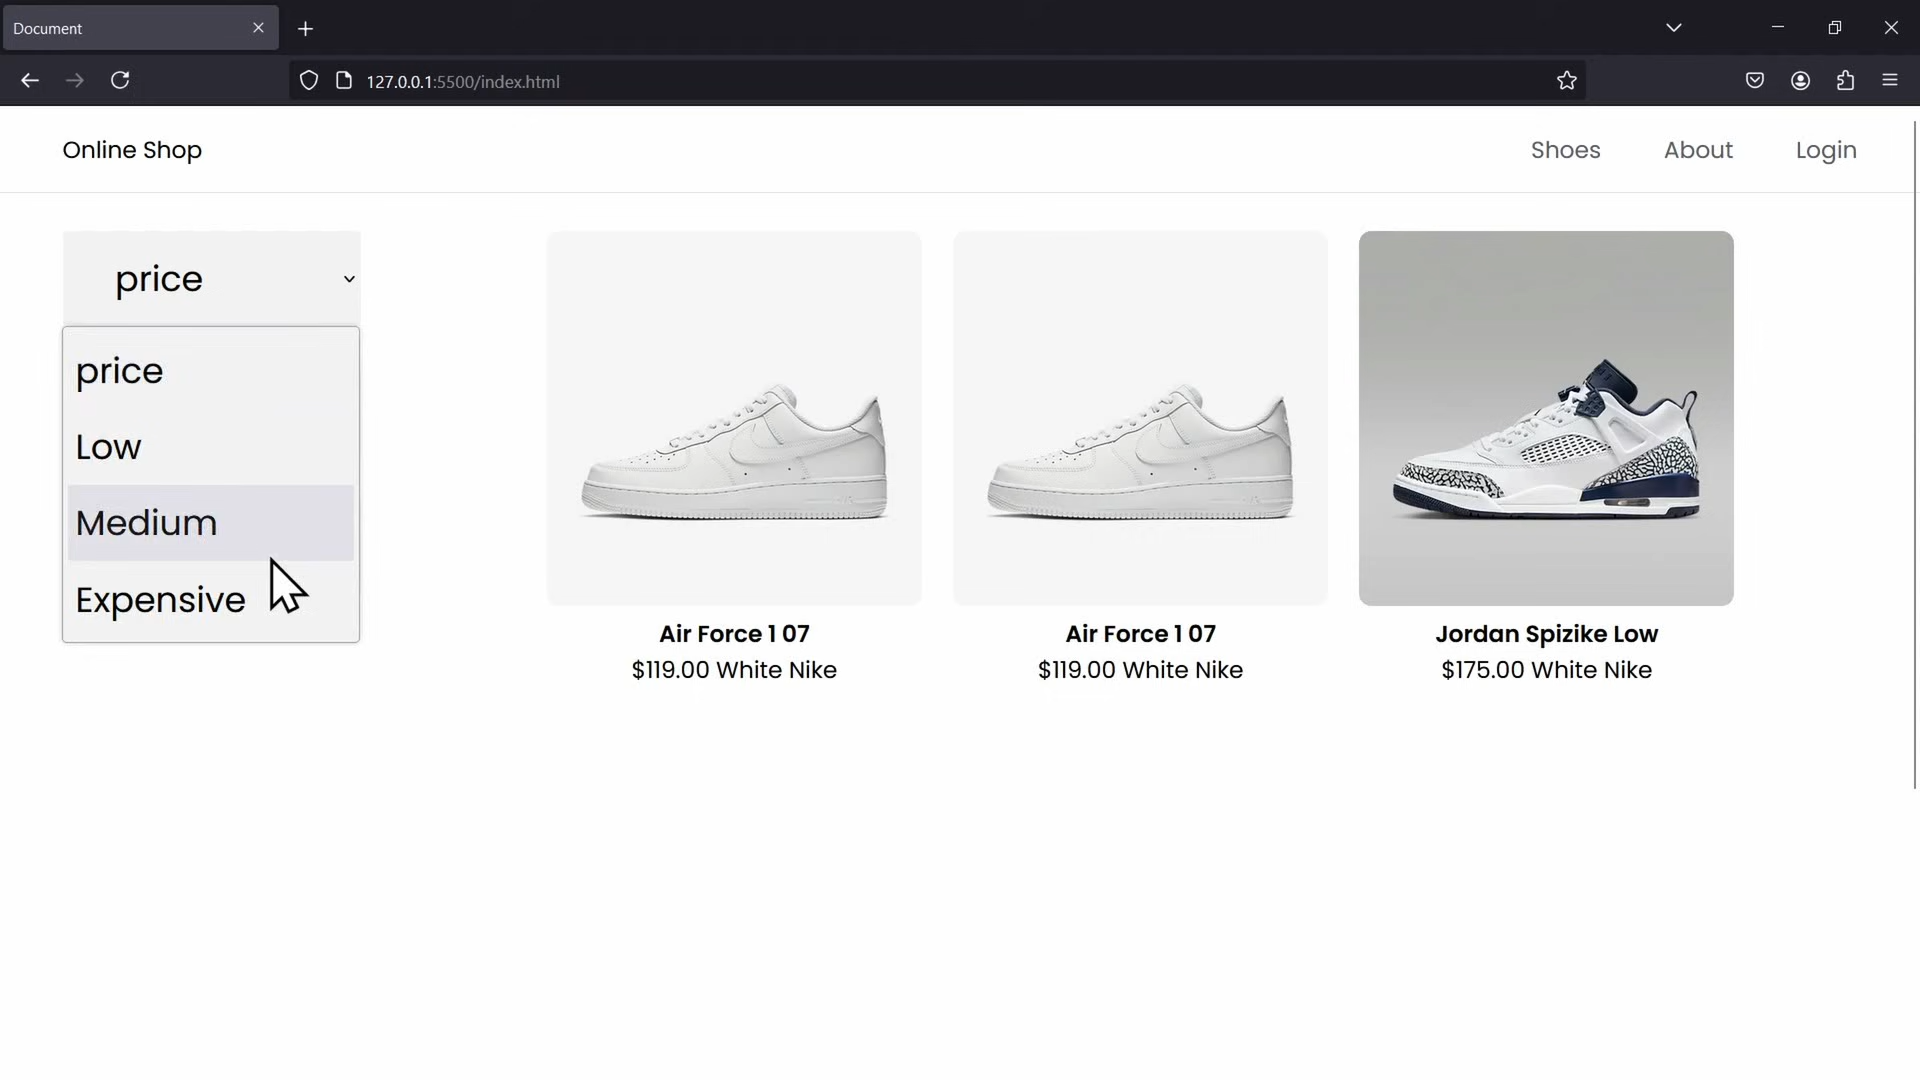 Document
127.0.0.1:5500/index.html
Online Shop
Shoes
About
Login
price
price
Low
Medium
Expensive
Air Force 1 07
$119.00 White Nike
Air Force 1 07
$119.00 White Nike
Jordan Spizike Low
$175.00 White Nike